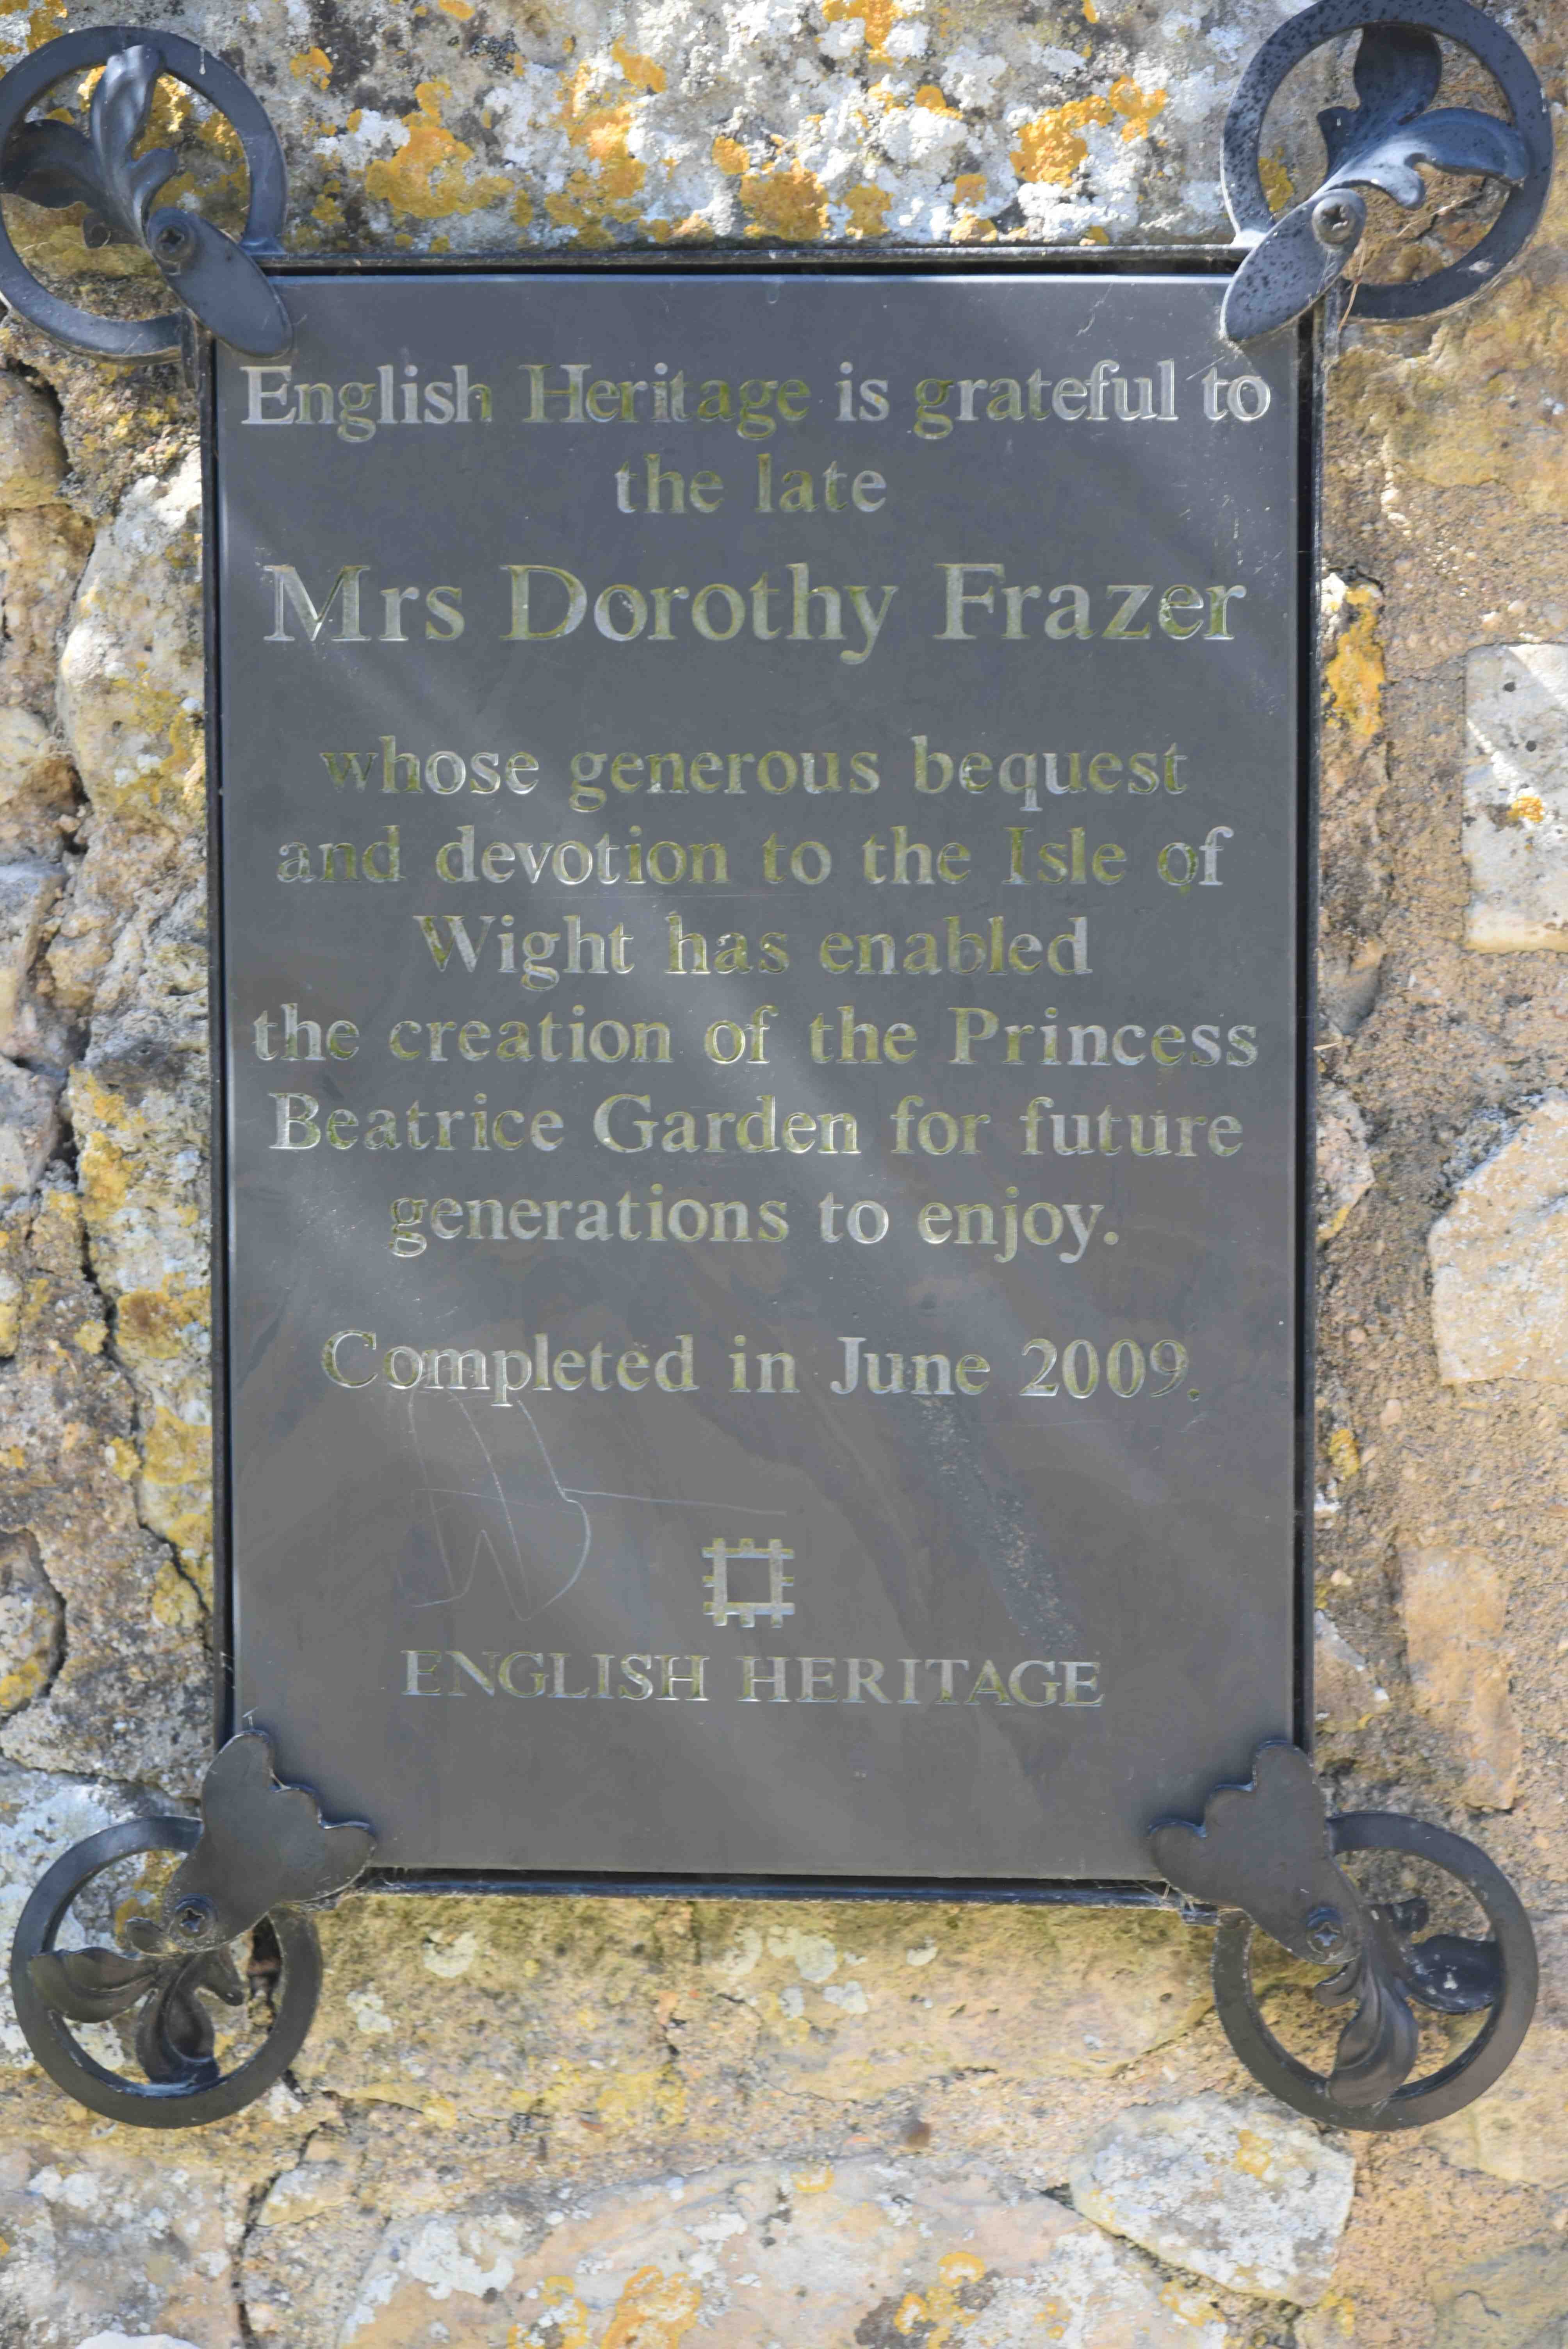 English Heritage is grateful to
the late
Mrs Dorothy Frazer
whose generous bequest
and devotion to the Isle of
Wight has enabled
the creation of the Princess
Beatrice Garden for future
generations to enjoy.
Completed in June 2009.
ENGLISH HERITAGE